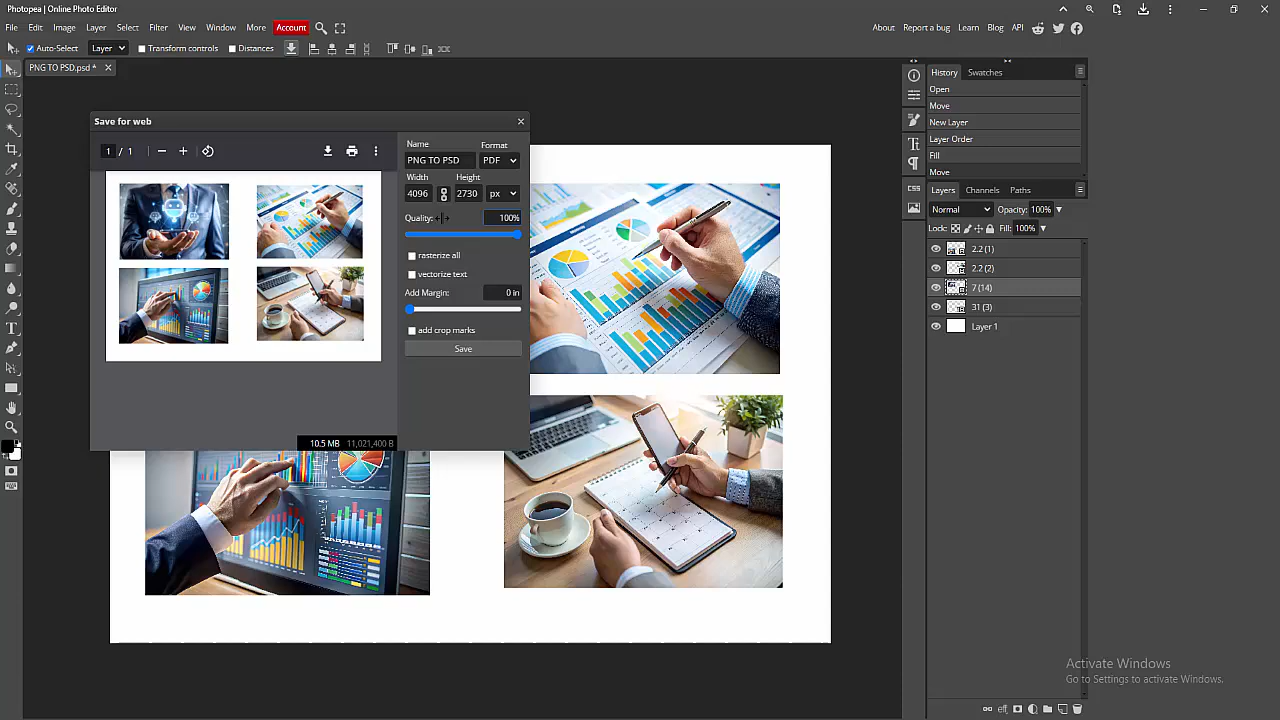 Photopea | Online Photo Editor
File Edit Image Layer Select Filter View Window More Account
About Report a bug Learn Blog API
Auto-Select Layer Transform controls Distances
PNG TO PSD.psd *
Save for web
1 / 1
Name Format
PNG TO PSD PDF
Width Height
4096 2730 px
Quality: 100%
rasterize all
vectorize text
Add Margin: 0 in
add crop marks
Save
10.5 MB 11,021,400 B
History Swatches
Open
Move
New Layer
Layer Order
Fill
Move
Layers Channels Paths
Normal Opacity: 100%
Lock: Fill: 100%
2.2 (1)
2.2 (2)
7 (14)
31 (3)
Layer 1
CSS
eff
Activate Windows
Go to Settings to activate Windows.